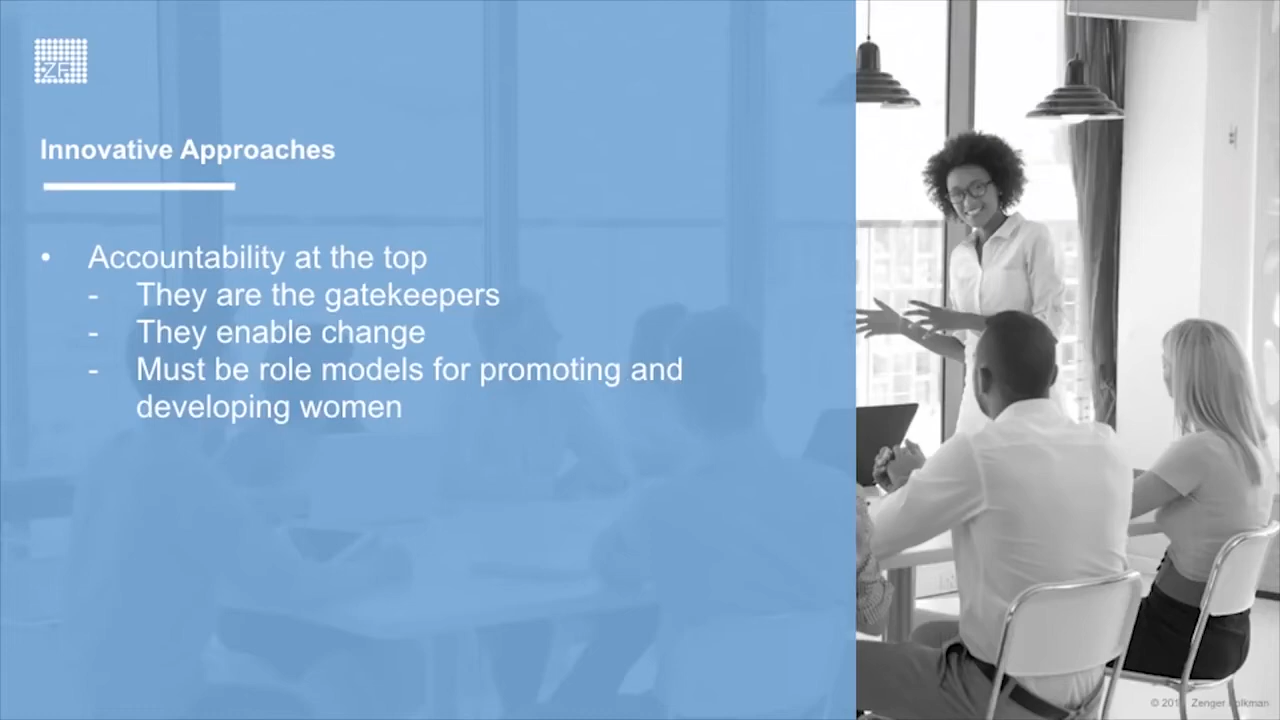 ZF
Innovative Approaches
• Accountability at the top
- They are the gatekeepers
- They enable change
- Must be role models for promoting and
developing women
© Zenger Folkman